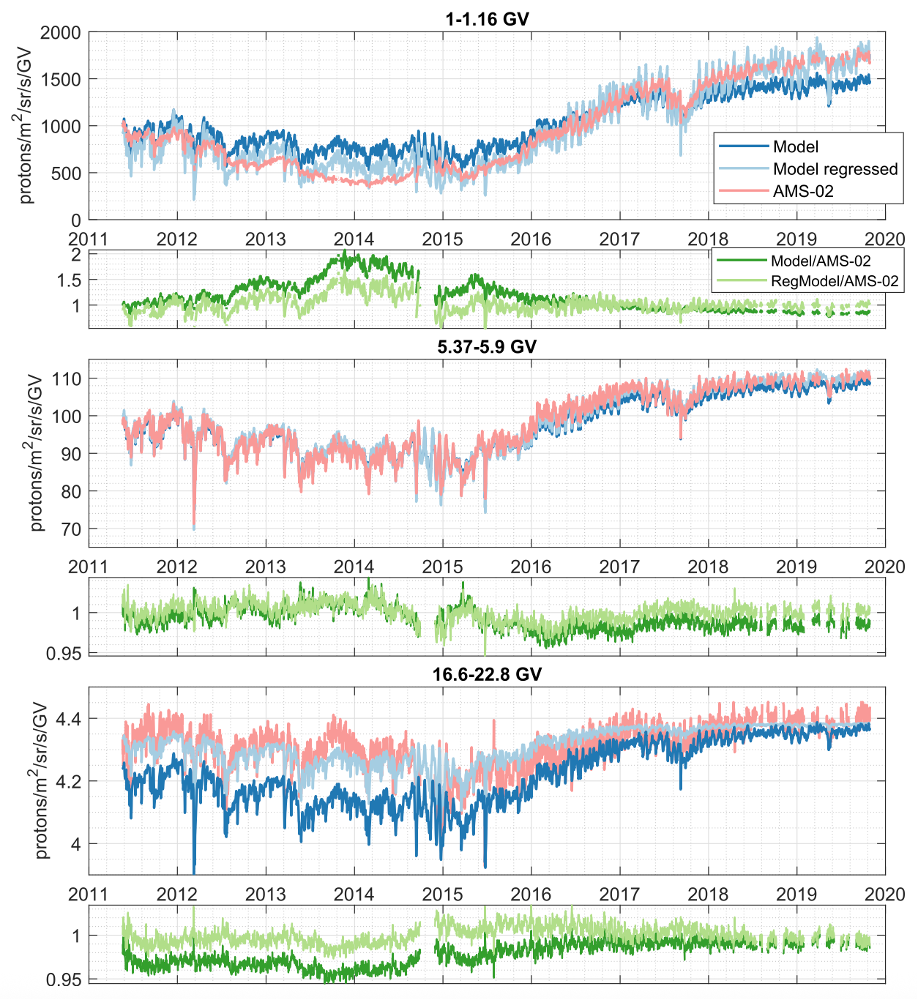 1-1.16 GV
protons/m²/sr/s/GV
2000
1500
1000
500
0
Model
Model regressed
AMS-02
2011 2012 2013 2014 2015 2016 2017 2018 2019 2020
2
1.5
1
Model/AMS-02
RegModel/AMS-02
5.37-5.9 GV
protons/m²/sr/s/GV
110
100
90
80
70
2011 2012 2013 2014 2015 2016 2017 2018 2019 2020
1
0.95
16.6-22.8 GV
protons/m²/sr/s/GV
4.4
4.2
4
2011 2012 2013 2014 2015 2016 2017 2018 2019 2020
1
0.95